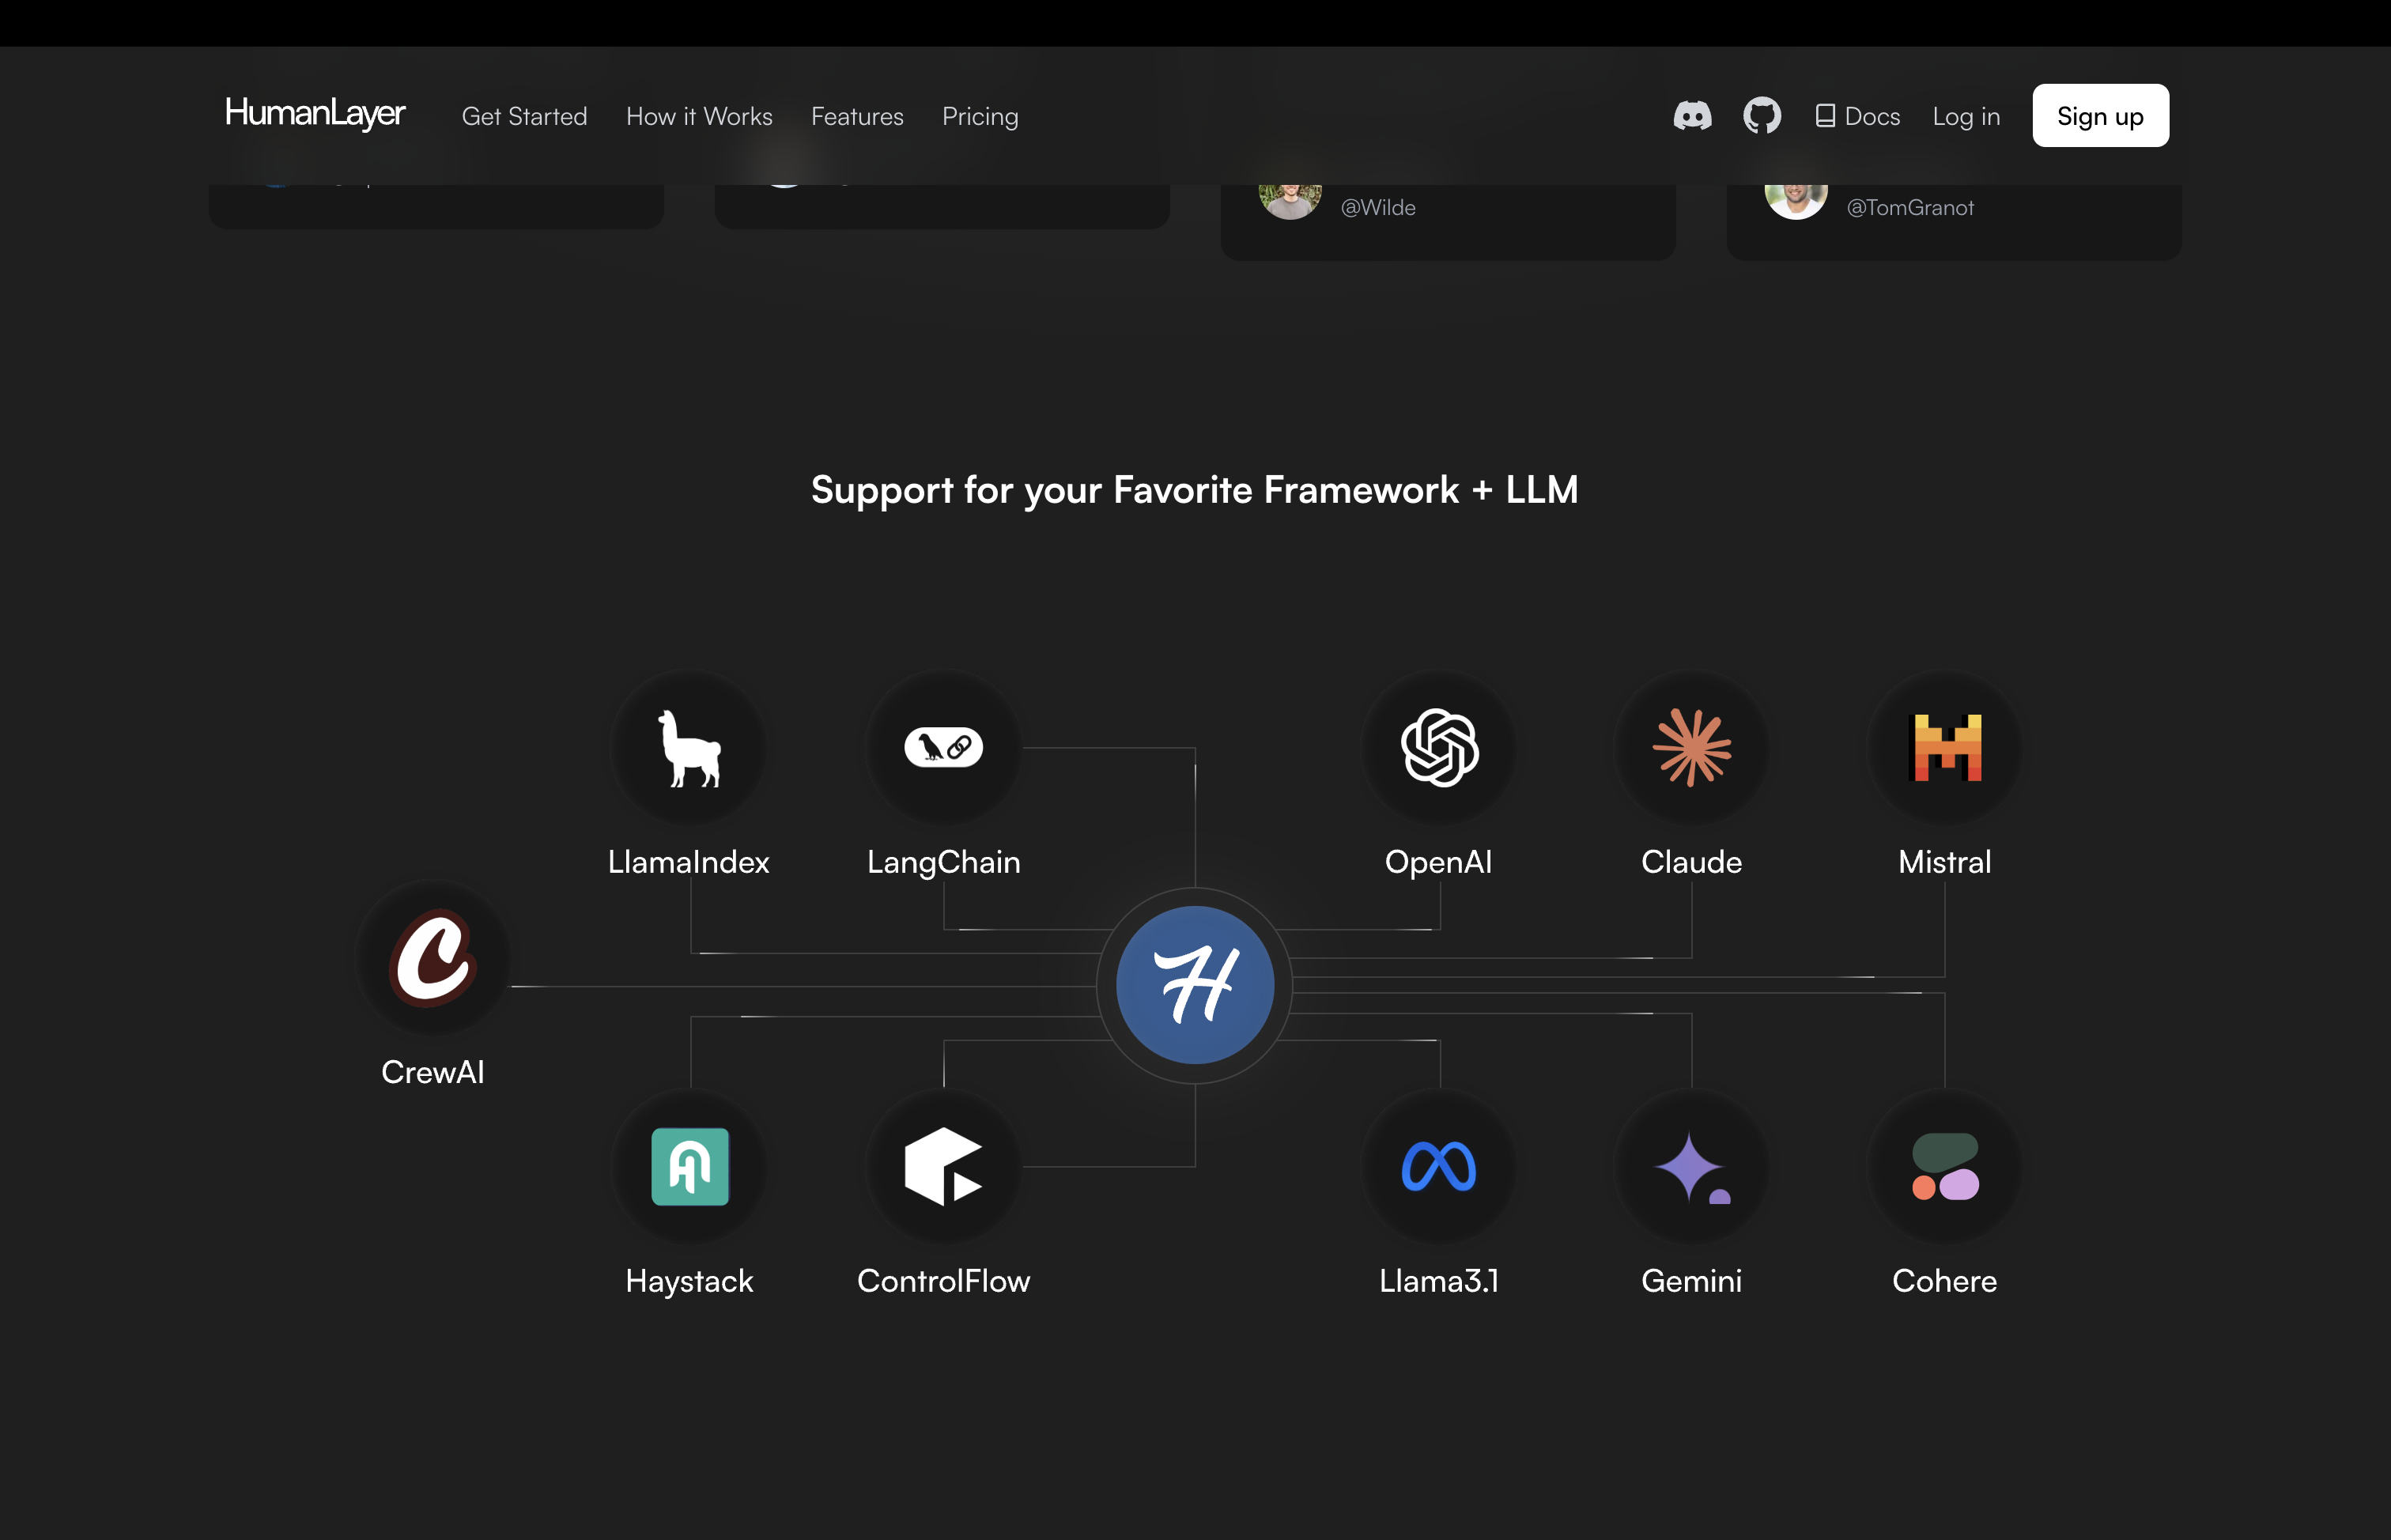 HumanLayer
Get Started
How it Works
Features
Pricing
Docs
Log in
Sign up
@Wilde
@TomGranot
Support for your Favorite Framework + LLM
LlamaIndex
LangChain
OpenAI
Claude
Mistral
CrewAI
Haystack
ControlFlow
Llama3.1
Gemini
Cohere